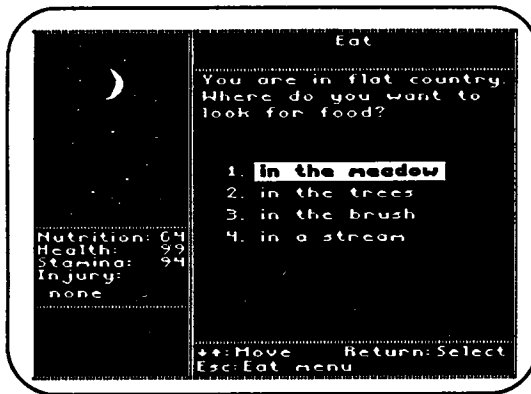 Eat
You are in flat country.
Where do you want to
look for food?
1. in the meadow
2. in the trees
3. in the brush
4. in a stream
Nutrition: 64
Health: 99
Stamina: 94
Injury:
none
↓↑:Move Return:Select
Esc:Eat menu